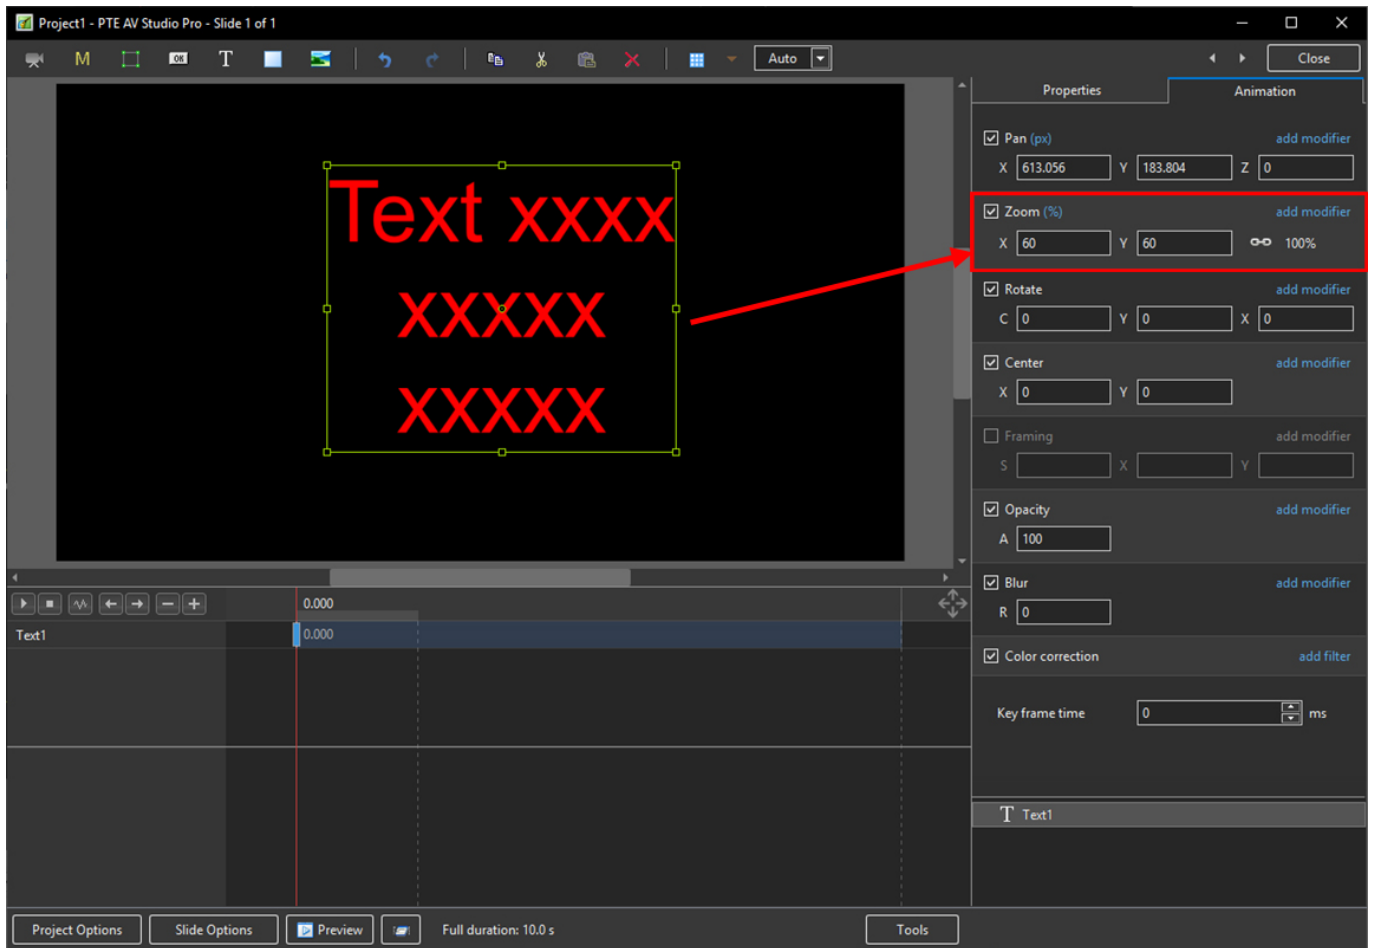 Project1 - PTE AV Studio Pro - Slide 1 of 1
M OK T Auto Close
Properties Animation
Pan (px) add modifier
X 613.056 Y 183.804 Z 0
Zoom (%) add modifier
X 60 Y 60 100%
Rotate add modifier
C 0 Y 0 X 0
Center add modifier
X 0 Y 0
Framing add modifier
S X Y
Opacity add modifier
A 100
Blur add modifier
R 0
Color correction add filter
Key frame time 0 ms
T Text1
Text xxxx
xxxxx
xxxxx
0.000
Text1 0.000
Project Options Slide Options Preview Full duration: 10.0 s Tools